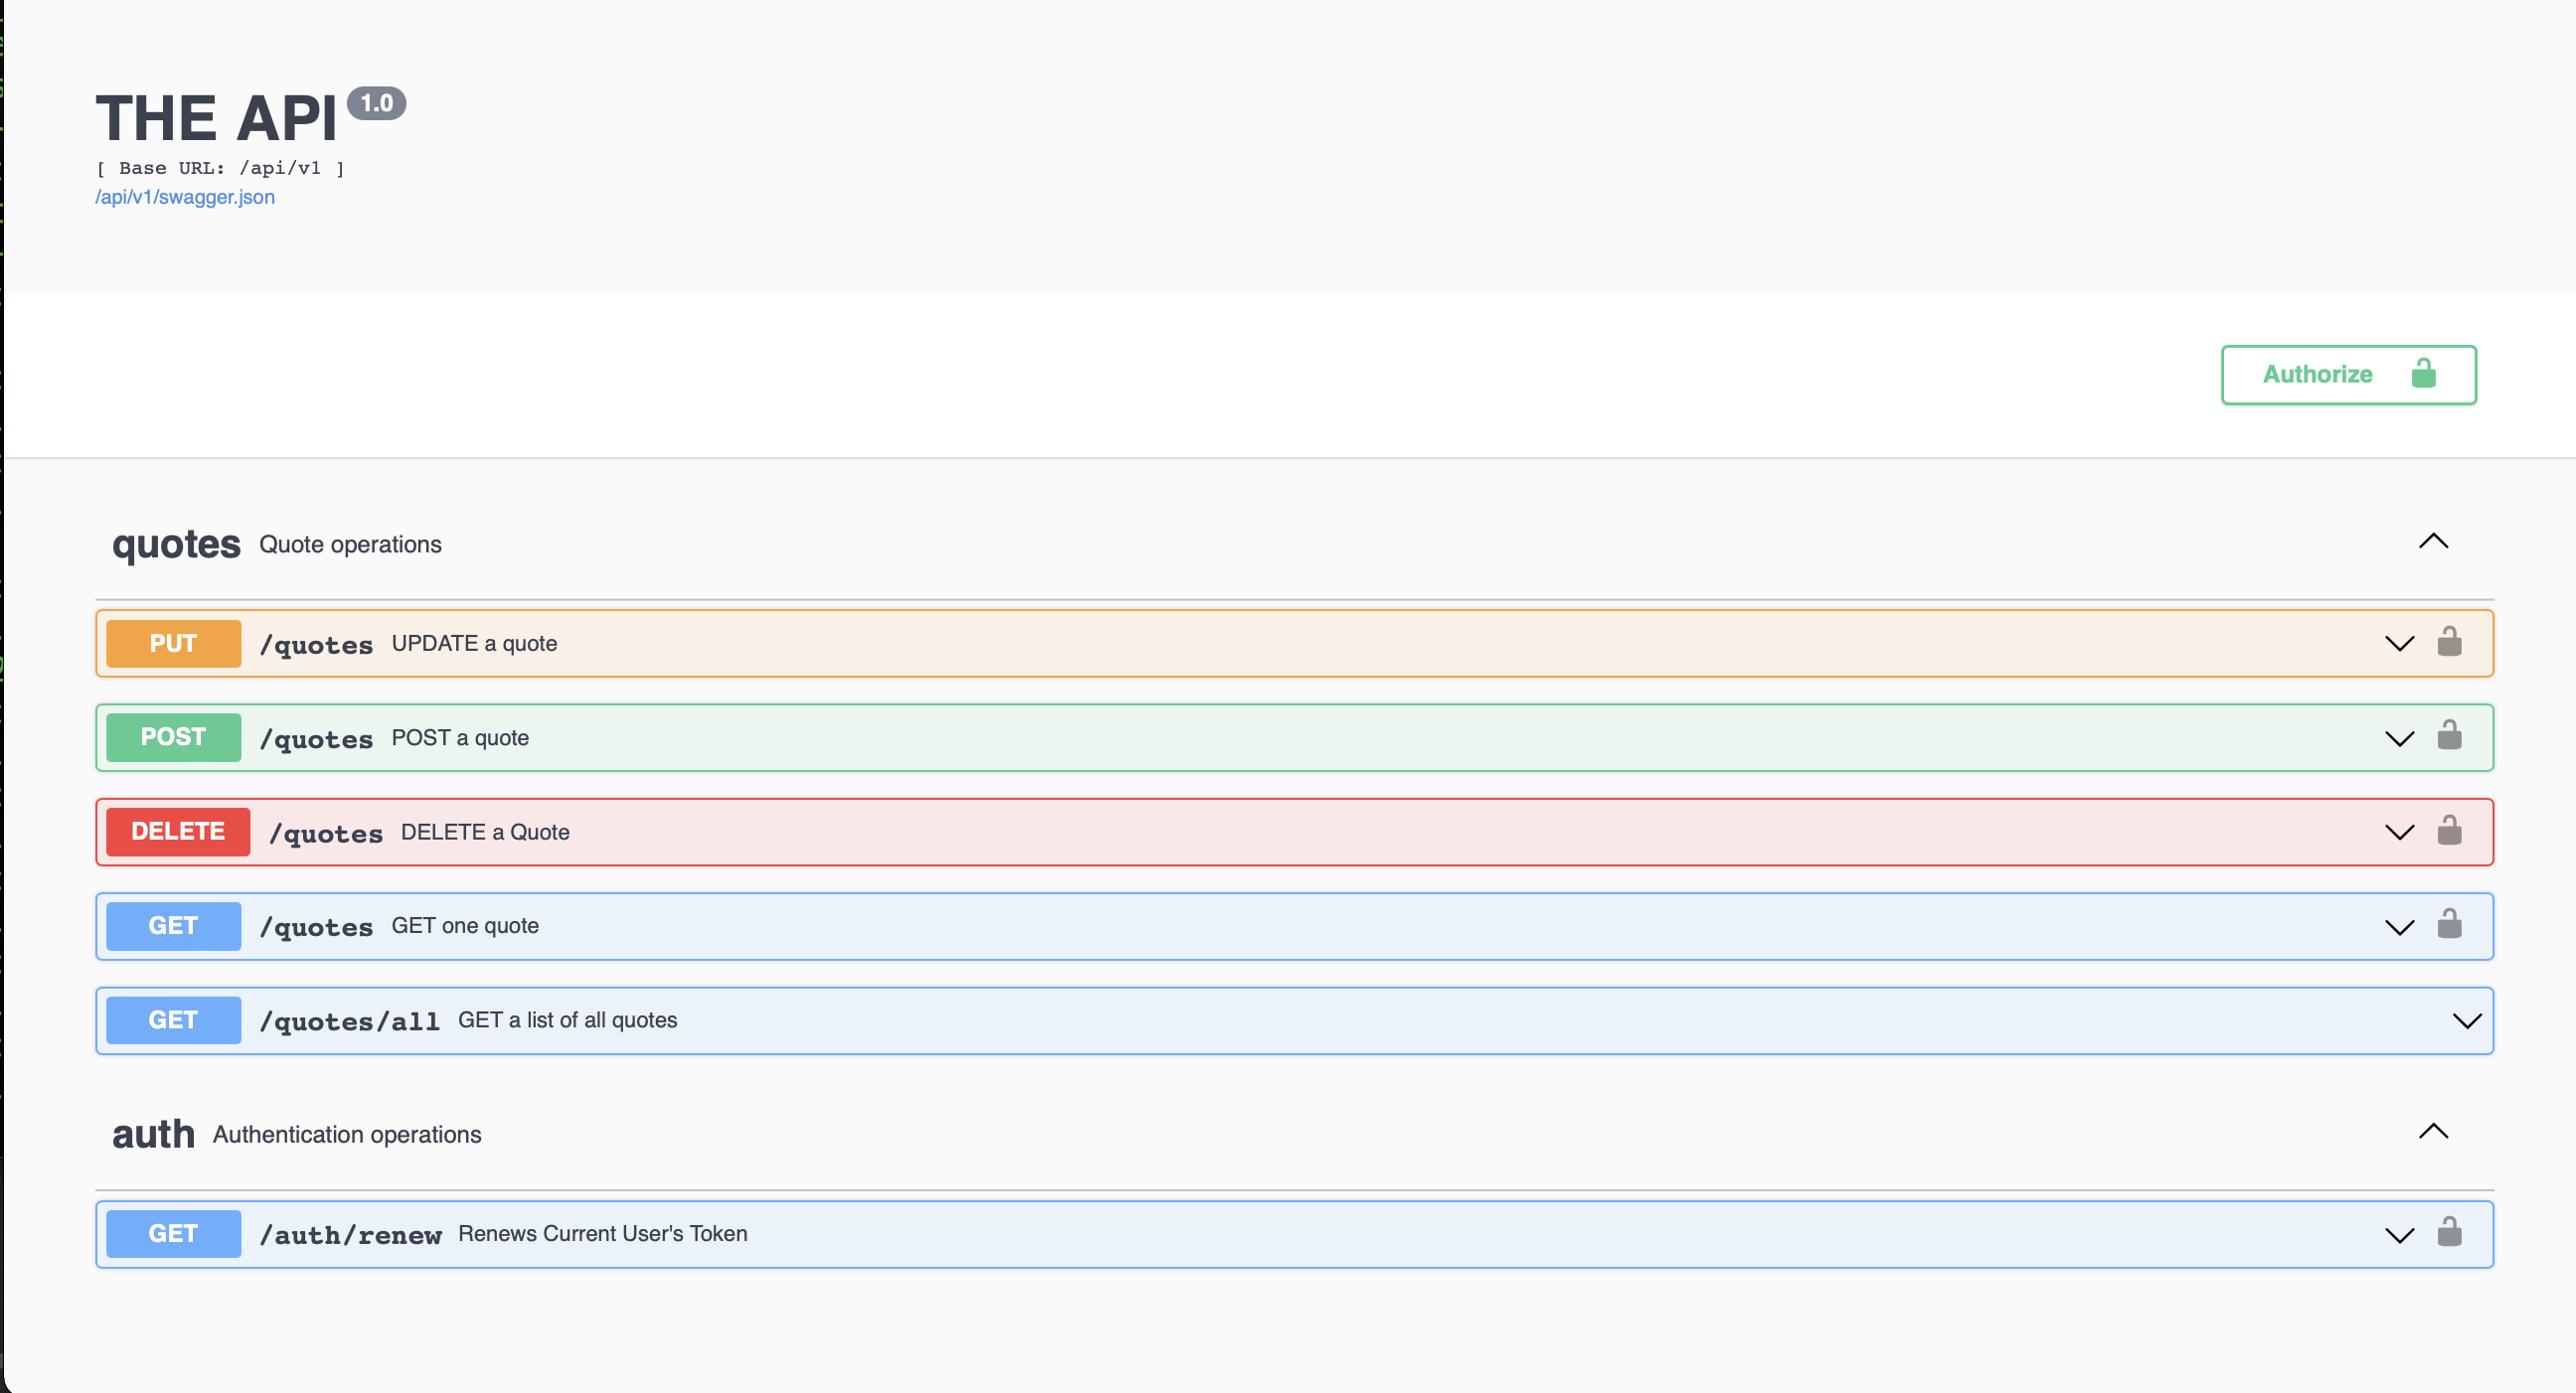 THE API 1.0
[ Base URL: /api/v1 ]
/api/v1/swagger.json
Authorize
quotes Quote operations
PUT /quotes UPDATE a quote
POST /quotes POST a quote
DELETE /quotes DELETE a Quote
GET /quotes GET one quote
GET /quotes/all GET a list of all quotes
auth Authentication operations
GET /auth/renew Renews Current User's Token